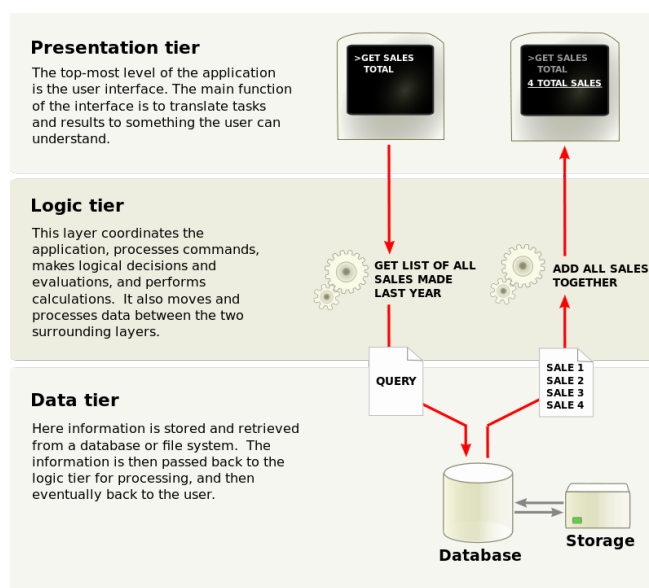 Presentation tier
The top-most level of the application
is the user interface. The main function
of the interface is to translate tasks
and results to something the user can
understand.
>GET SALES
TOTAL
>GET SALES
TOTAL
4 TOTAL SALES
Logic tier
This layer coordinates the
application, processes commands,
makes logical decisions and
evaluations, and performs
calculations. It also moves and
processes data between the two
surrounding layers.
GET LIST OF ALL
SALES MADE
LAST YEAR
ADD ALL SALES
TOGETHER
QUERY
SALE 1
SALE 2
SALE 3
SALE 4
Data tier
Here information is stored and retrieved
from a database or file system. The
information is then passed back to the
logic tier for processing, and then
eventually back to the user.
Database
Storage